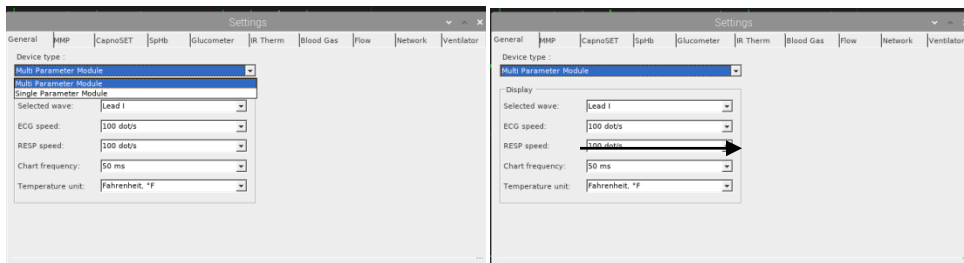 Settings
General MMP CapnoSET SpHb Glucometer IR Therm Blood Gas Flow Network Ventilator
Device type :
Multi Parameter Module
Multi Parameter Module
Single Parameter Module
Selected wave: Lead I
ECG speed: 100 dot/s
RESP speed: 100 dot/s
Chart frequency: 50 ms
Temperature unit: Fahrenheit, °F
Settings
General MMP CapnoSET SpHb Glucometer IR Therm Blood Gas Flow Network Ventilator
Device type :
Multi Parameter Module
Display
Selected wave: Lead I
ECG speed: 100 dot/s
RESP speed: 100 dot/s
Chart frequency: 50 ms
Temperature unit: Fahrenheit, °F